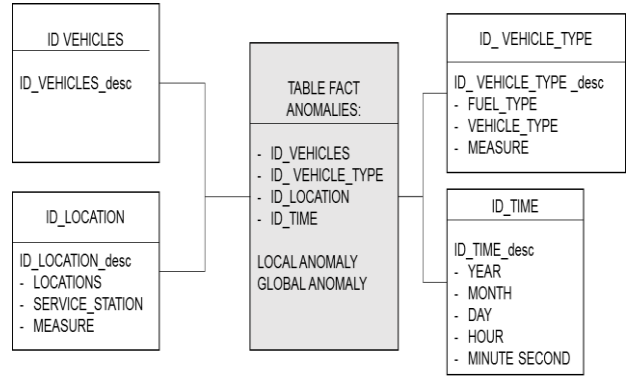 ID VEHICLES
ID_VEHICLES_desc
ID_LOCATION
ID_LOCATION_desc
- LOCATIONS
- SERVICE_STATION
- MEASURE
TABLE FACT
ANOMALIES:
- ID_VEHICLES
- ID_ VEHICLE_TYPE
- ID_LOCATION
- ID_TIME
LOCAL ANOMALY
GLOBAL ANOMALY
ID_ VEHICLE_TYPE
ID_ VEHICLE_TYPE _desc
- FUEL_TYPE
- VEHICLE_TYPE
- MEASURE
ID_TIME
ID_TIME_desc
- YEAR
- MONTH
- DAY
- HOUR
- MINUTE SECOND